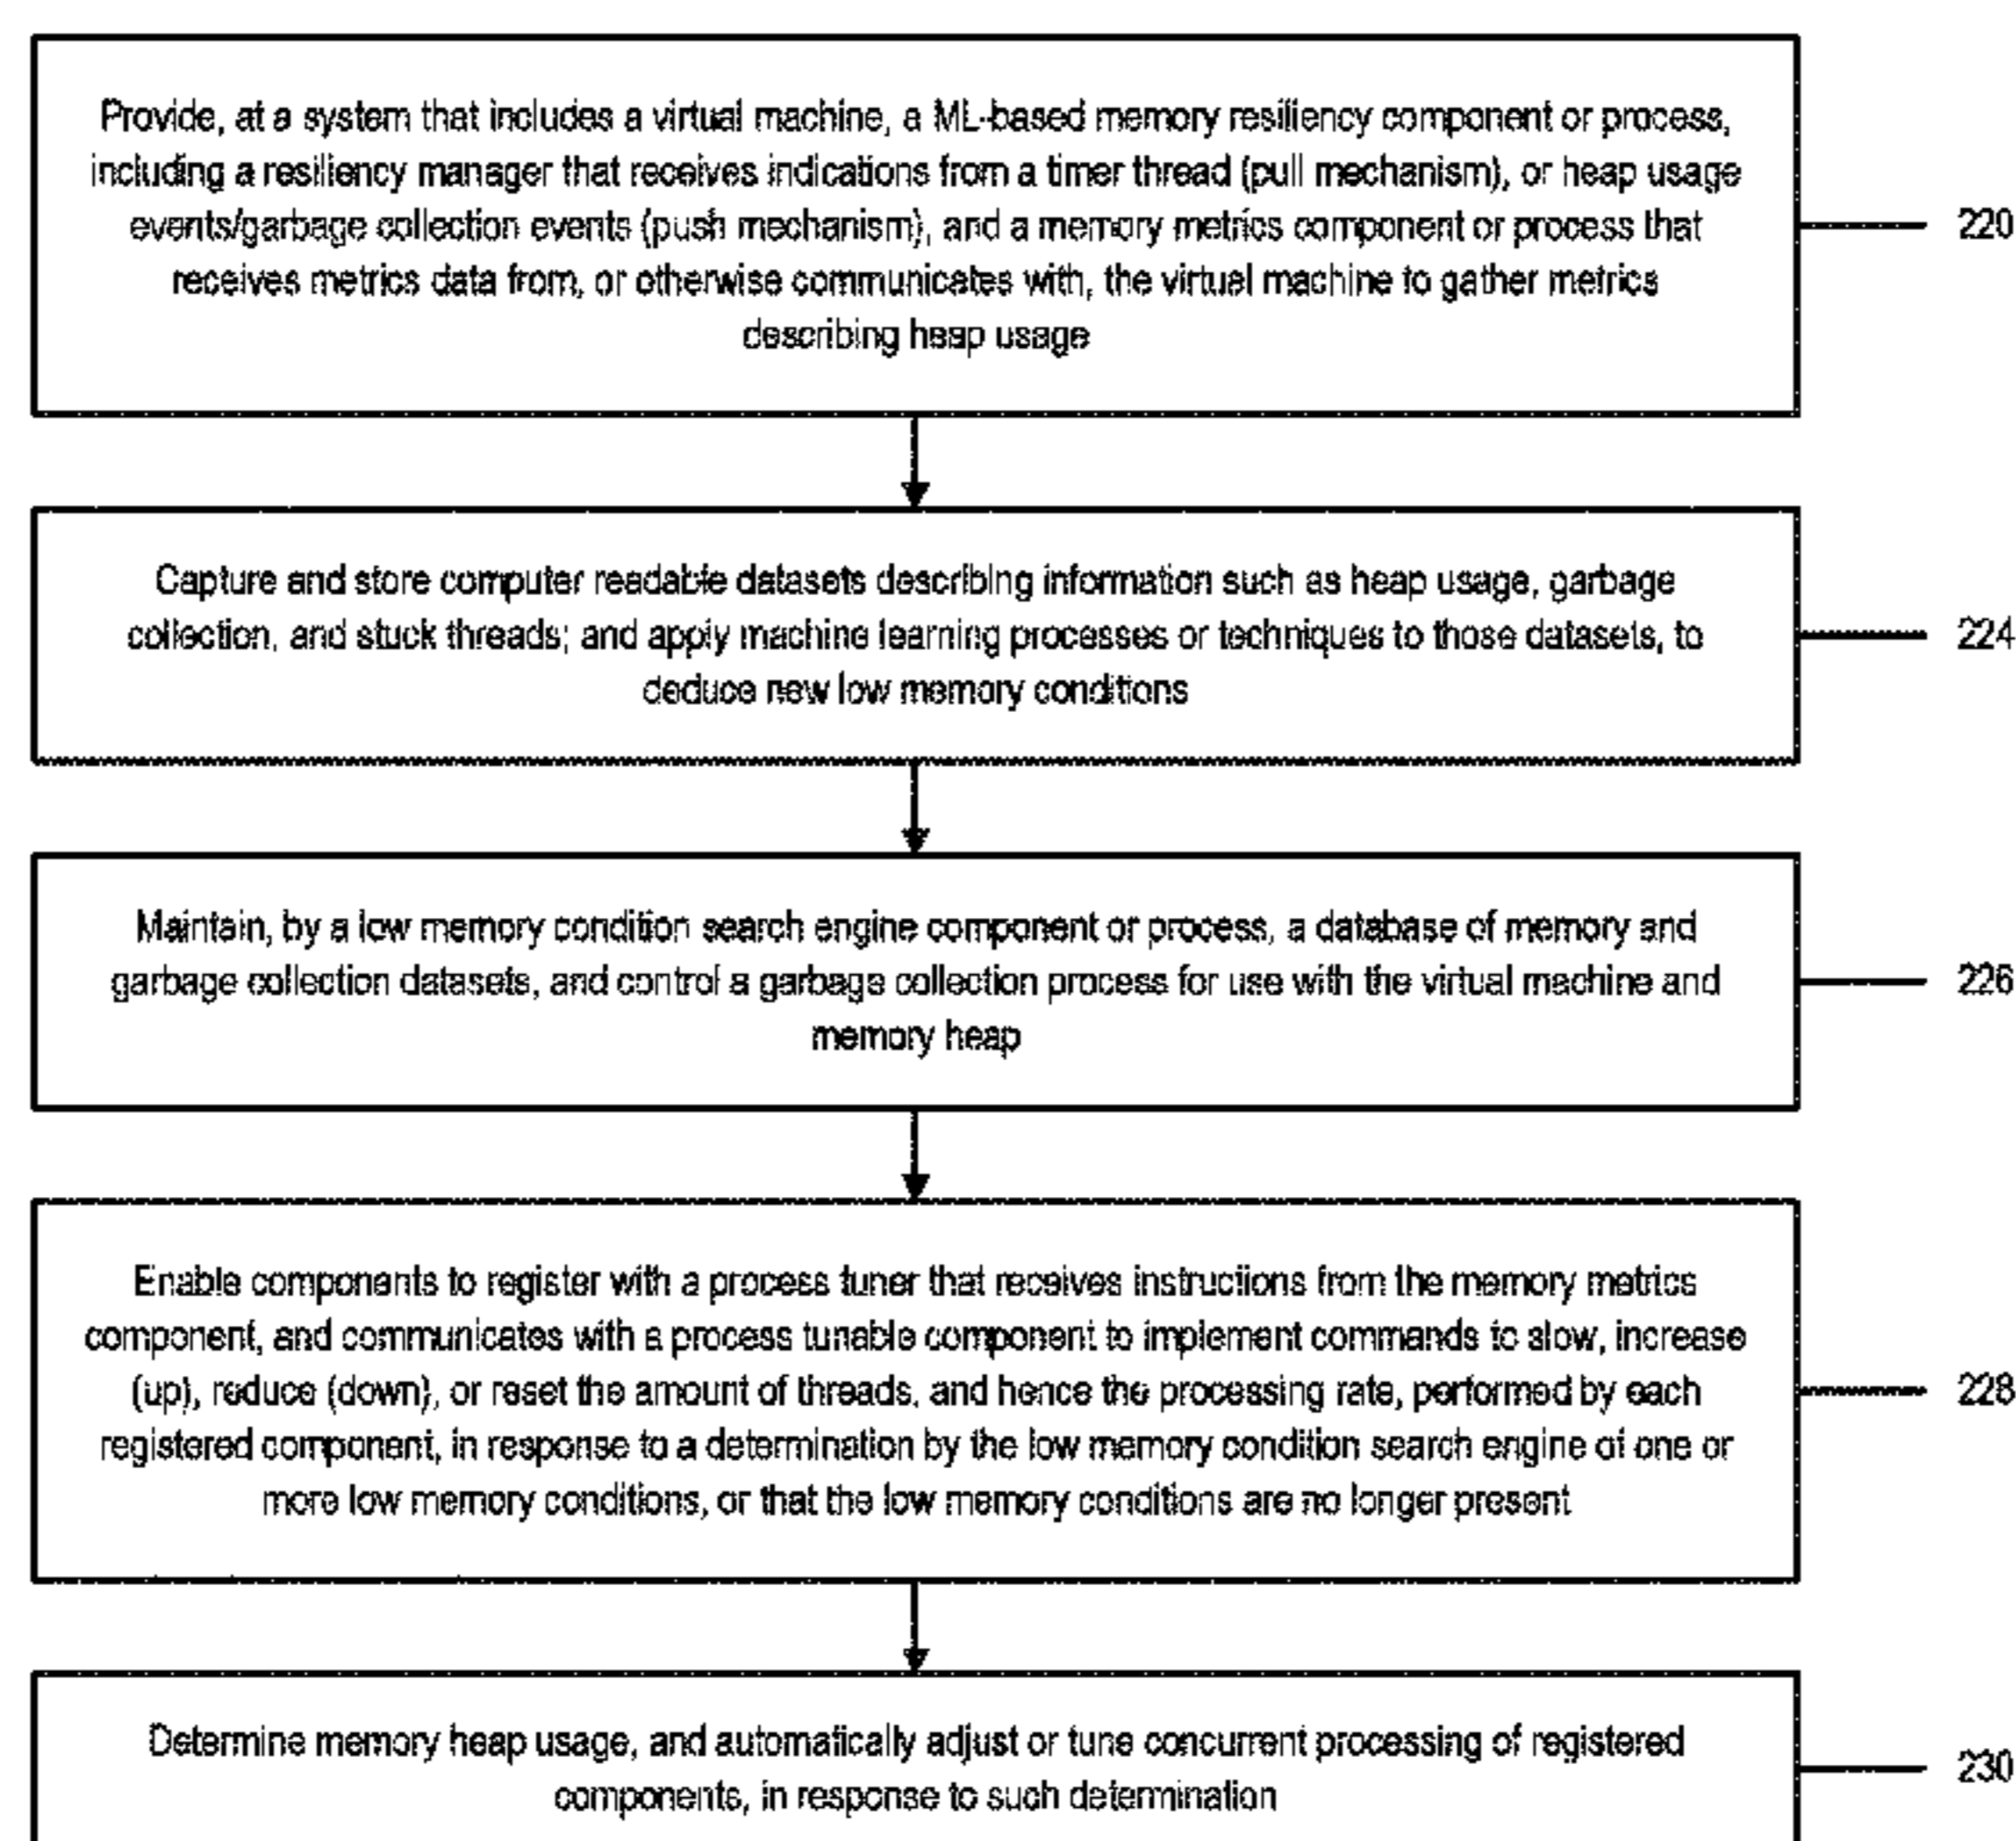 Provide, at a system that includes a virtual machine, a ML-based memory resiliency component or process,
including a resiliency manager that receives indications from a timer thread (pull mechanism), or heap usage
events/garbage collection events (push mechanism), and a memory metrics component or process that
receives metrics data from, or otherwise communicates with, the virtual machine to gather metrics
describing heap usage
220
Capture and store computer readable datasets describing information such as heap usage, garbage
collection, and stuck threads; and apply machine learning processes or techniques to those datasets, to
deduce new low memory conditions
224
Maintain, by a low memory condition search engine component or process, a database of memory and
garbage collection datasets, and control a garbage collection process for use with the virtual machine and
memory heap
226
Enable components to register with a process tuner that receives instructions from the memory metrics
component, and communicates with a process tunable component to implement commands to slow, increase
(up), reduce (down), or reset the amount of threads, and hence the processing rate, performed by each
registered component, in response to a determination by the low memory condition search engine of one or
more low memory conditions, or that the low memory conditions are no longer present
228
Determine memory heap usage, and automatically adjust or tune concurrent processing of registered
components, in response to such determination
230